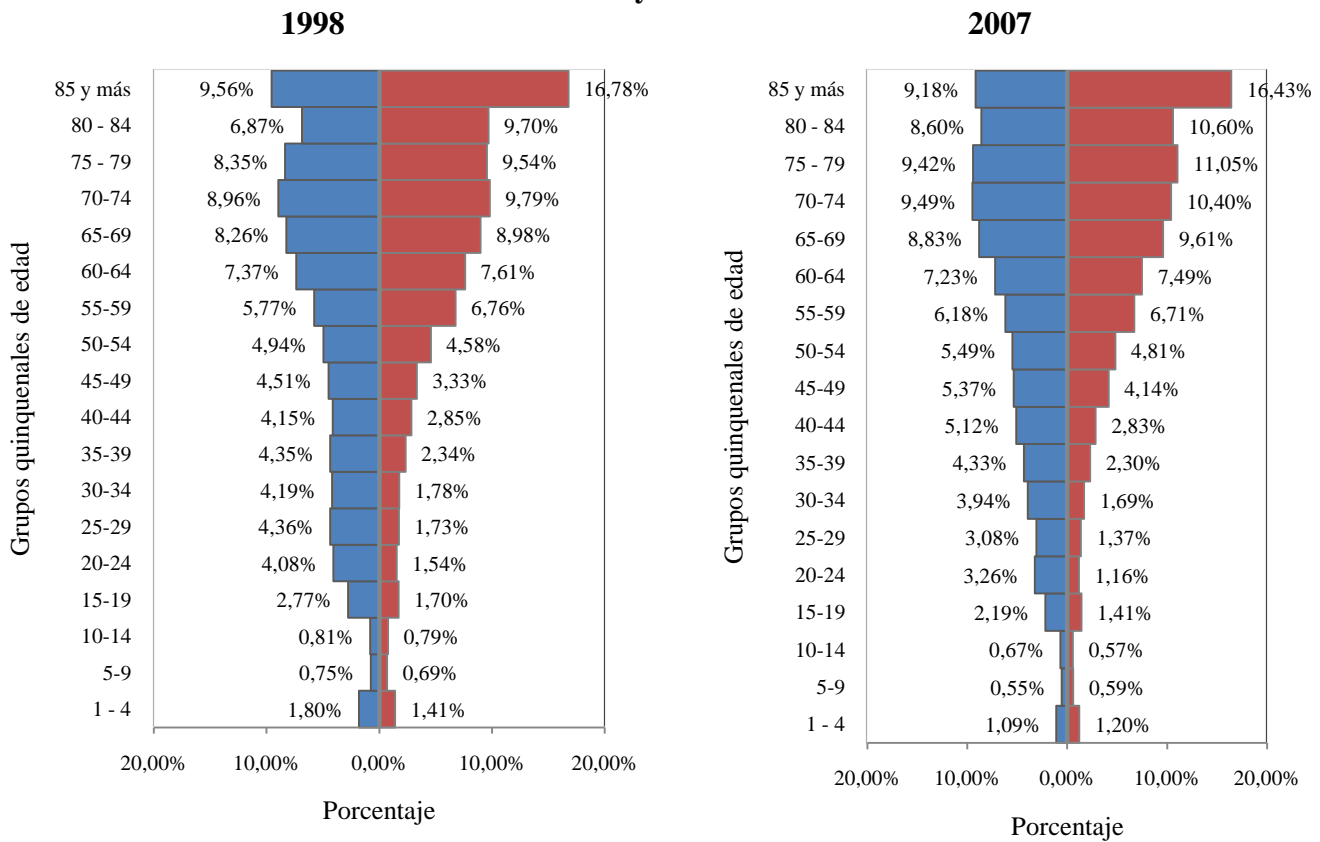 y
1998
Grupos quinquenales de edad
85 y más 9,56% 16,78%
80 - 84 6,87% 9,70%
75 - 79 8,35% 9,54%
70-74 8,96% 9,79%
65-69 8,26% 8,98%
60-64 7,37% 7,61%
55-59 5,77% 6,76%
50-54 4,94% 4,58%
45-49 4,51% 3,33%
40-44 4,15% 2,85%
35-39 4,35% 2,34%
30-34 4,19% 1,78%
25-29 4,36% 1,73%
20-24 4,08% 1,54%
15-19 2,77% 1,70%
10-14 0,81% 0,79%
5-9 0,75% 0,69%
1 - 4 1,80% 1,41%
20,00% 10,00% 0,00% 10,00% 20,00%
Porcentaje
2007
Grupos quinquenales de edad
85 y más 9,18% 16,43%
80 - 84 8,60% 10,60%
75 - 79 9,42% 11,05%
70-74 9,49% 10,40%
65-69 8,83% 9,61%
60-64 7,23% 7,49%
55-59 6,18% 6,71%
50-54 5,49% 4,81%
45-49 5,37% 4,14%
40-44 5,12% 2,83%
35-39 4,33% 2,30%
30-34 3,94% 1,69%
25-29 3,08% 1,37%
20-24 3,26% 1,16%
15-19 2,19% 1,41%
10-14 0,67% 0,57%
5-9 0,55% 0,59%
1 - 4 1,09% 1,20%
20,00% 10,00% 0,00% 10,00% 20,00%
Porcentaje